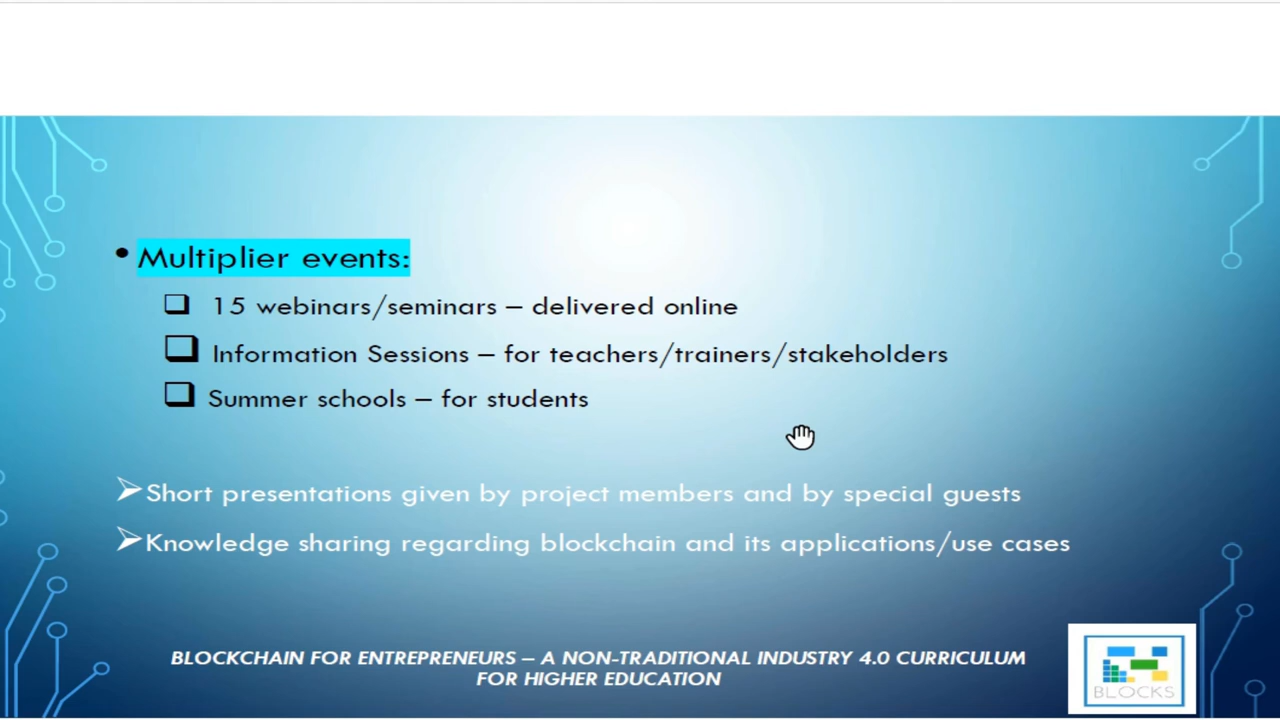 • Multiplier events:
❑ 15 webinars/seminars – delivered online
❑ Information Sessions – for teachers/trainers/stakeholders
❑ Summer schools – for students
➢Short presentations given by project members and by special guests
➢Knowledge sharing regarding blockchain and its applications/use cases
BLOCKCHAIN FOR ENTREPRENEURS – A NON-TRADITIONAL INDUSTRY 4.0 CURRICULUM
FOR HIGHER EDUCATION
BLOCKS